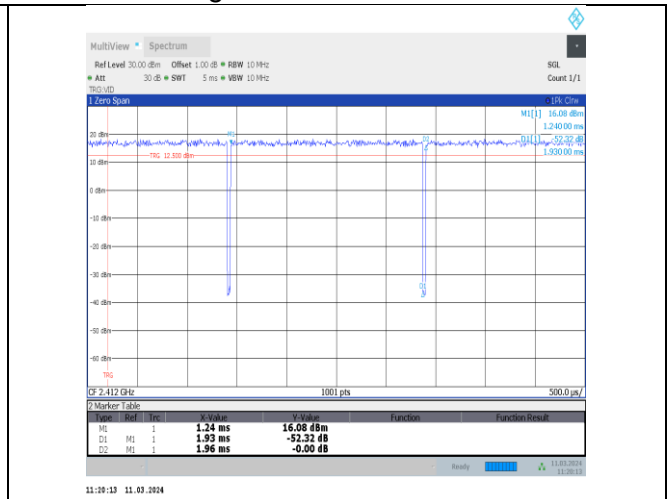 MultiView Spectrum
Ref Level 30.00 dBm Offset 1.00 dB RBW 10 MHz SGL
Att 30 dB SWT 5 ms VBW 10 MHz Count 1/1
TRG:VID
1 Zero Span 1Pk Clrw
M1[1] 16.08 dBm
1.240 00 ms
20 dBm M1 D2 D1[1] -52.32 dB
TRG 12.500 dBm 1.930 00 ms
10 dBm
0 dBm
-10 dBm
-20 dBm
-30 dBm
D1
-40 dBm
-50 dBm
-60 dBm
TRG
CF 2.412 GHz 1001 pts 500.0 µs/
2 Marker Table
Type Ref Trc X-Value Y-Value Function Function Result
M1 1 1.24 ms 16.08 dBm
D1 M1 1 1.93 ms -52.32 dB
D2 M1 1 1.96 ms -0.00 dB
Ready 11.03.2024
11:20:13
11:20:13 11.03.2024